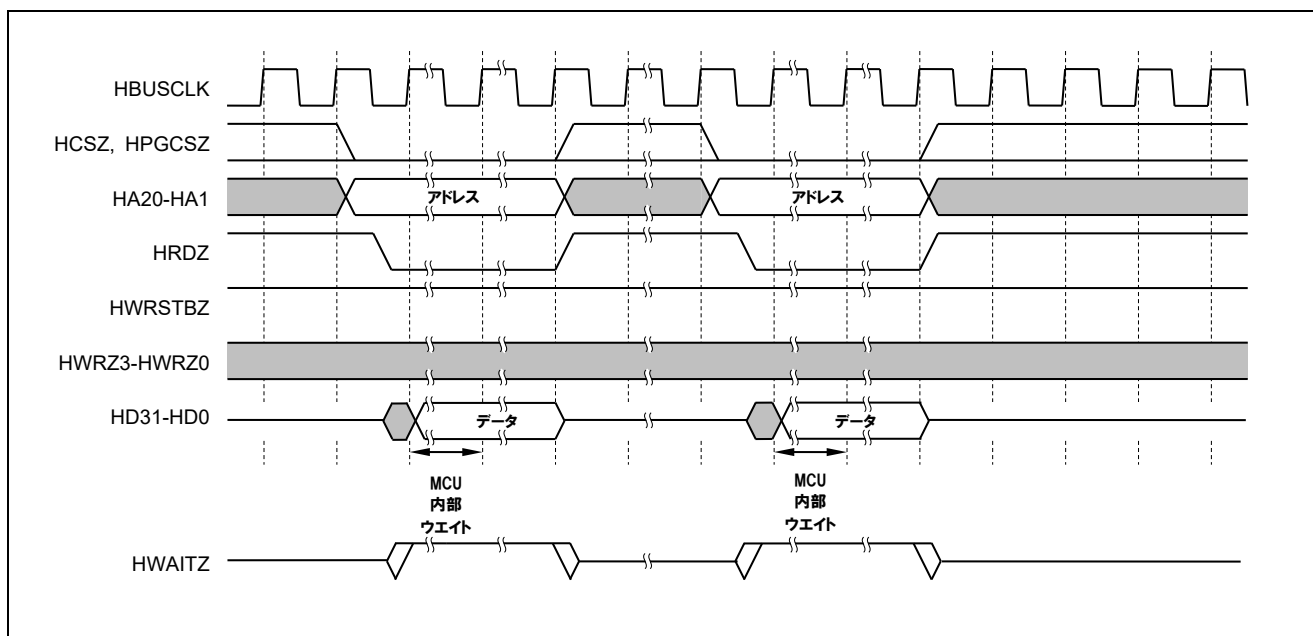 HBUSCLK
HCSZ, HPGCSZ
HA20-HA1
アドレス
アドレス
HRDZ
HWRSTBZ
HWRZ3-HWRZ0
HD31-HD0
データ
データ
MCU
内部
ウエイト
MCU
内部
ウエイト
HWAITZ